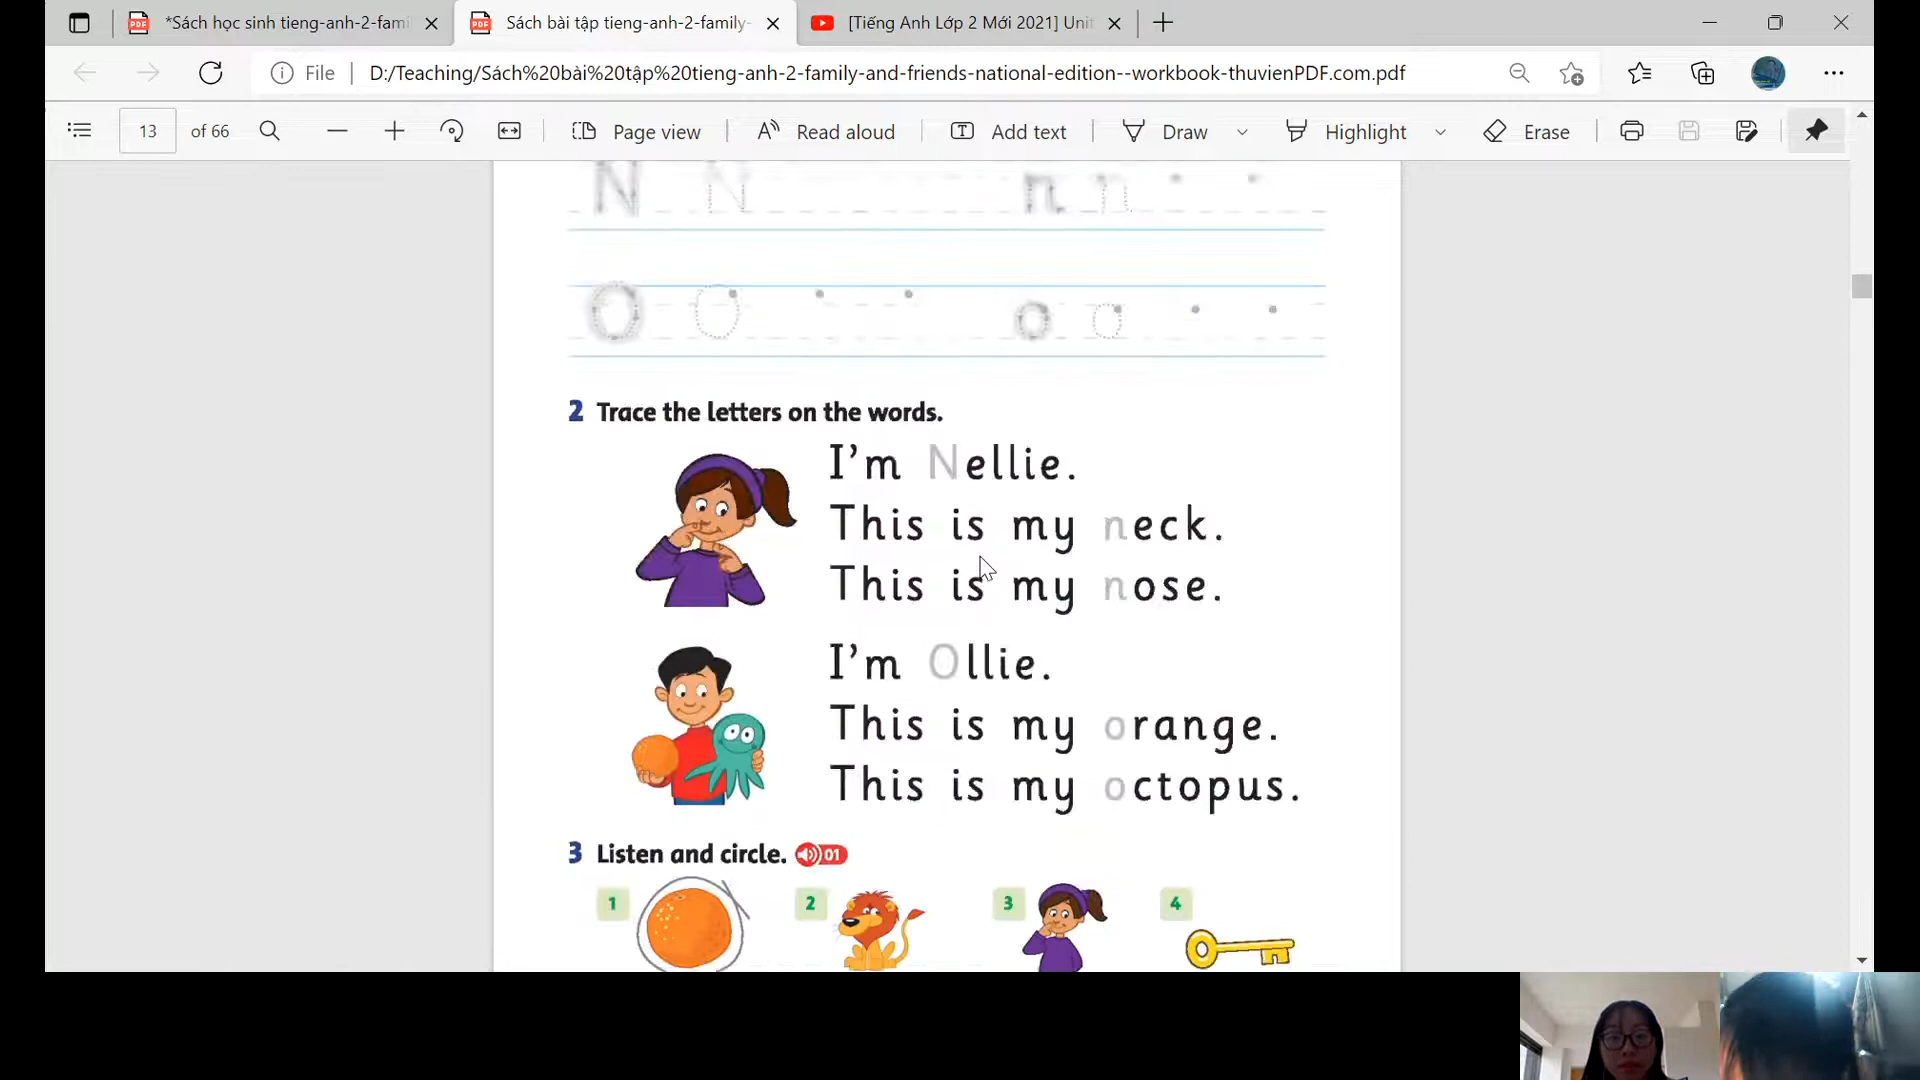 *Sách học sinh tieng-anh-2-fami
Sách bài tập tieng-anh-2-family-
[Tiếng Anh Lớp 2 Mới 2021] Uni
File
D:/Teaching/Sách%20bài%20tập%20tieng-anh-2-family-and-friends-national-edition--workbook-thuvienPDF.com.pdf
13 of 66
Page view
Read aloud
Add text
Draw
Highlight
Erase
N N n n
O O o o
2 Trace the letters on the words.
I'm Nellie.
This is my neck.
This is my nose.
I'm Ollie.
This is my orange.
This is my octopus.
3 Listen and circle. 01
1 2 3 4